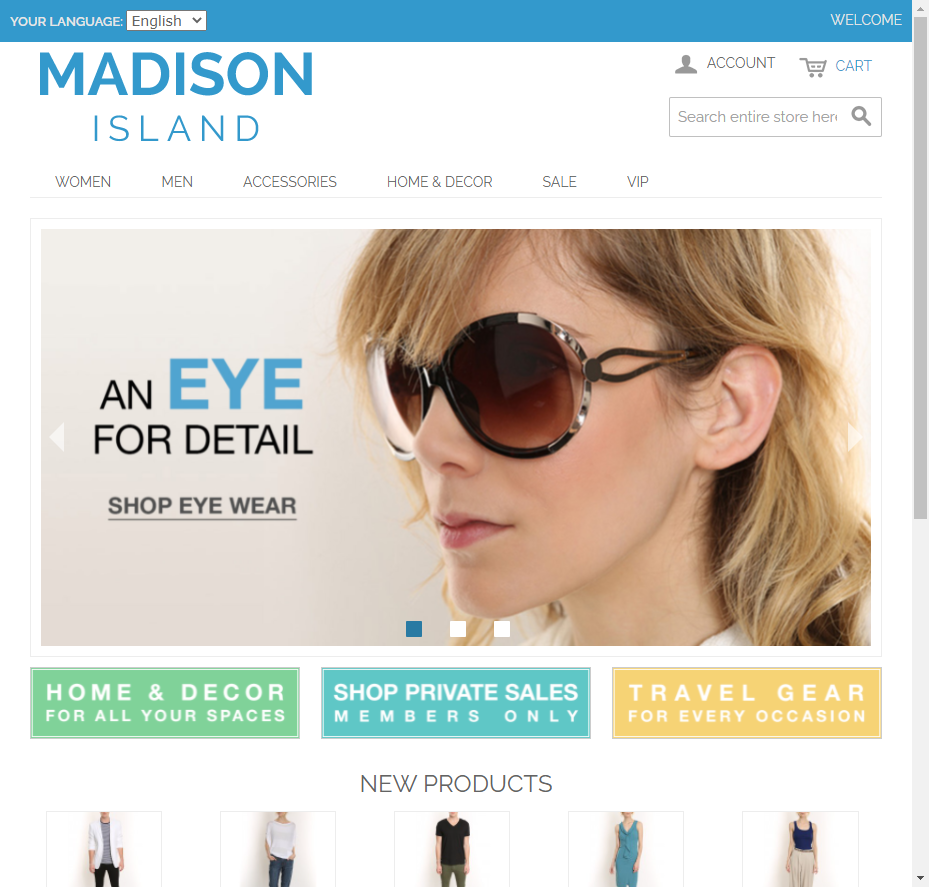 YOUR LANGUAGE: English
WELCOME
MADISON
ISLAND
ACCOUNT
CART
Search entire store here
WOMEN MEN ACCESSORIES HOME & DECOR SALE VIP
AN EYE
FOR DETAIL
SHOP EYE WEAR
HOME & DECOR
FOR ALL YOUR SPACES
SHOP PRIVATE SALES
MEMBERS ONLY
TRAVEL GEAR
FOR EVERY OCCASION
NEW PRODUCTS